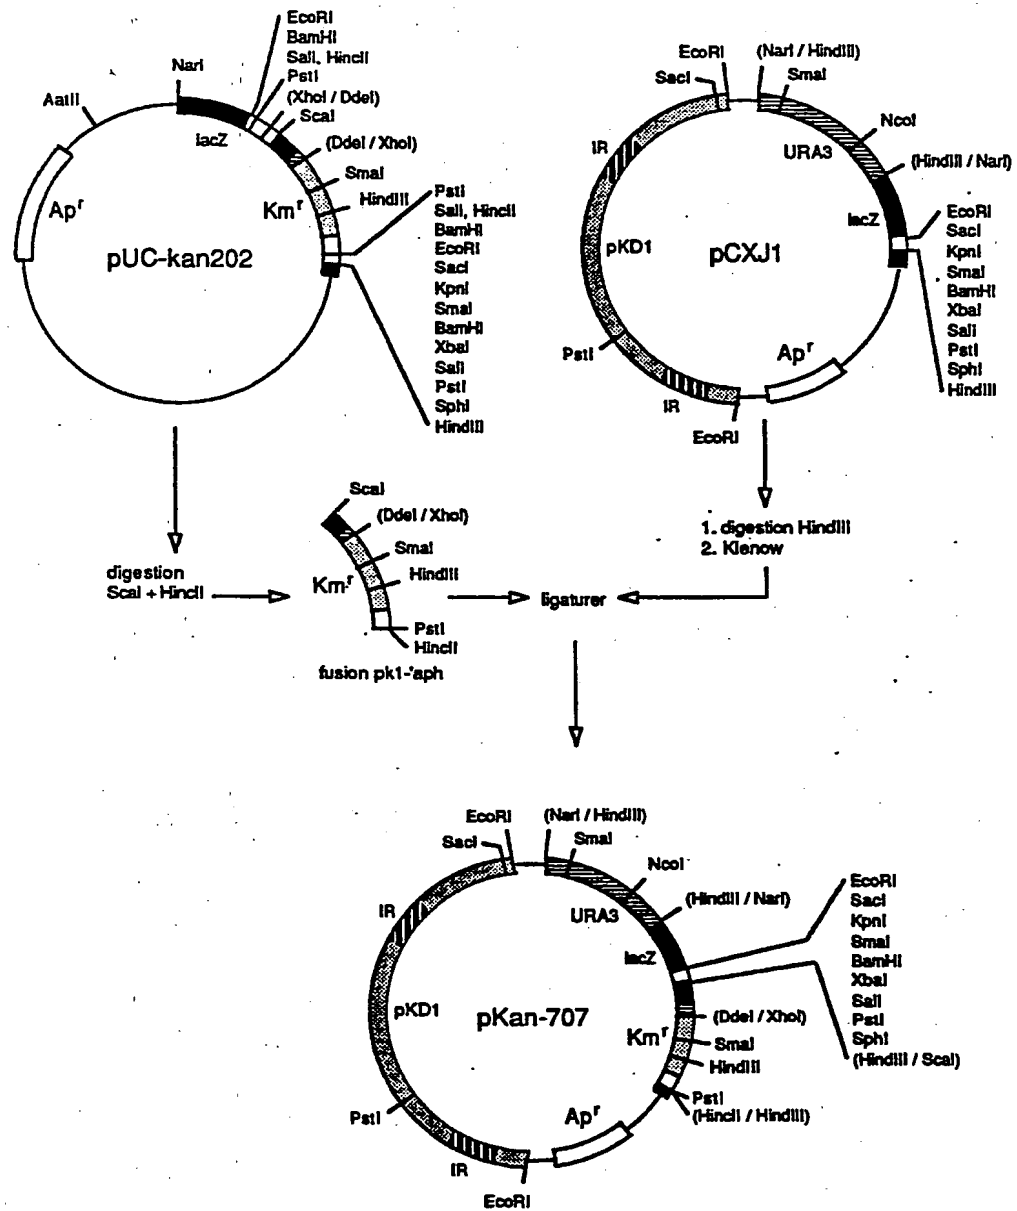 EcoRI
BamHI
SalI, HincII
PstI
(XhoI / DdeI)
ScaI
(DdeI / XhoI)
SmaI
HindIII
NarI
AatII
lacZ
Apr
Kmr
pUC-kan202
PstI
SalI, HincII
BamHI
EcoRI
SacI
KpnI
SmaI
BamHI
XbaI
SalI
PstI
SphI
HindIII
EcoRI
(NarI / HindIII)
SacI
SmaI
NcoI
IR
URA3
(HindIII / NarI)
lacZ
pKD1
pCXJ1
EcoRI
SacI
KpnI
SmaI
BamHI
XbaI
SalI
PstI
SphI
HindIII
PstI
Apr
IR
EcoRI
digestion
ScaI + HincII
ScaI
(DdeI / XhoI)
SmaI
Kmr
HindIII
PstI
HincII
fusion pk1-'aph
ligaturer
1. digestion HindIII
2. Klenow
EcoRI
(NarI / HindIII)
SacI
SmaI
NcoI
IR
URA3
(HindIII / NarI)
lacZ
EcoRI
SacI
KpnI
SmaI
BamHI
XbaI
SalI
PstI
SphI
(HindIII / ScaI)
pKD1
pKan-707
(DdeI / XhoI)
Kmr
SmaI
HindIII
PstI
(HincII / HindIII)
PstI
Apr
IR
EcoRI